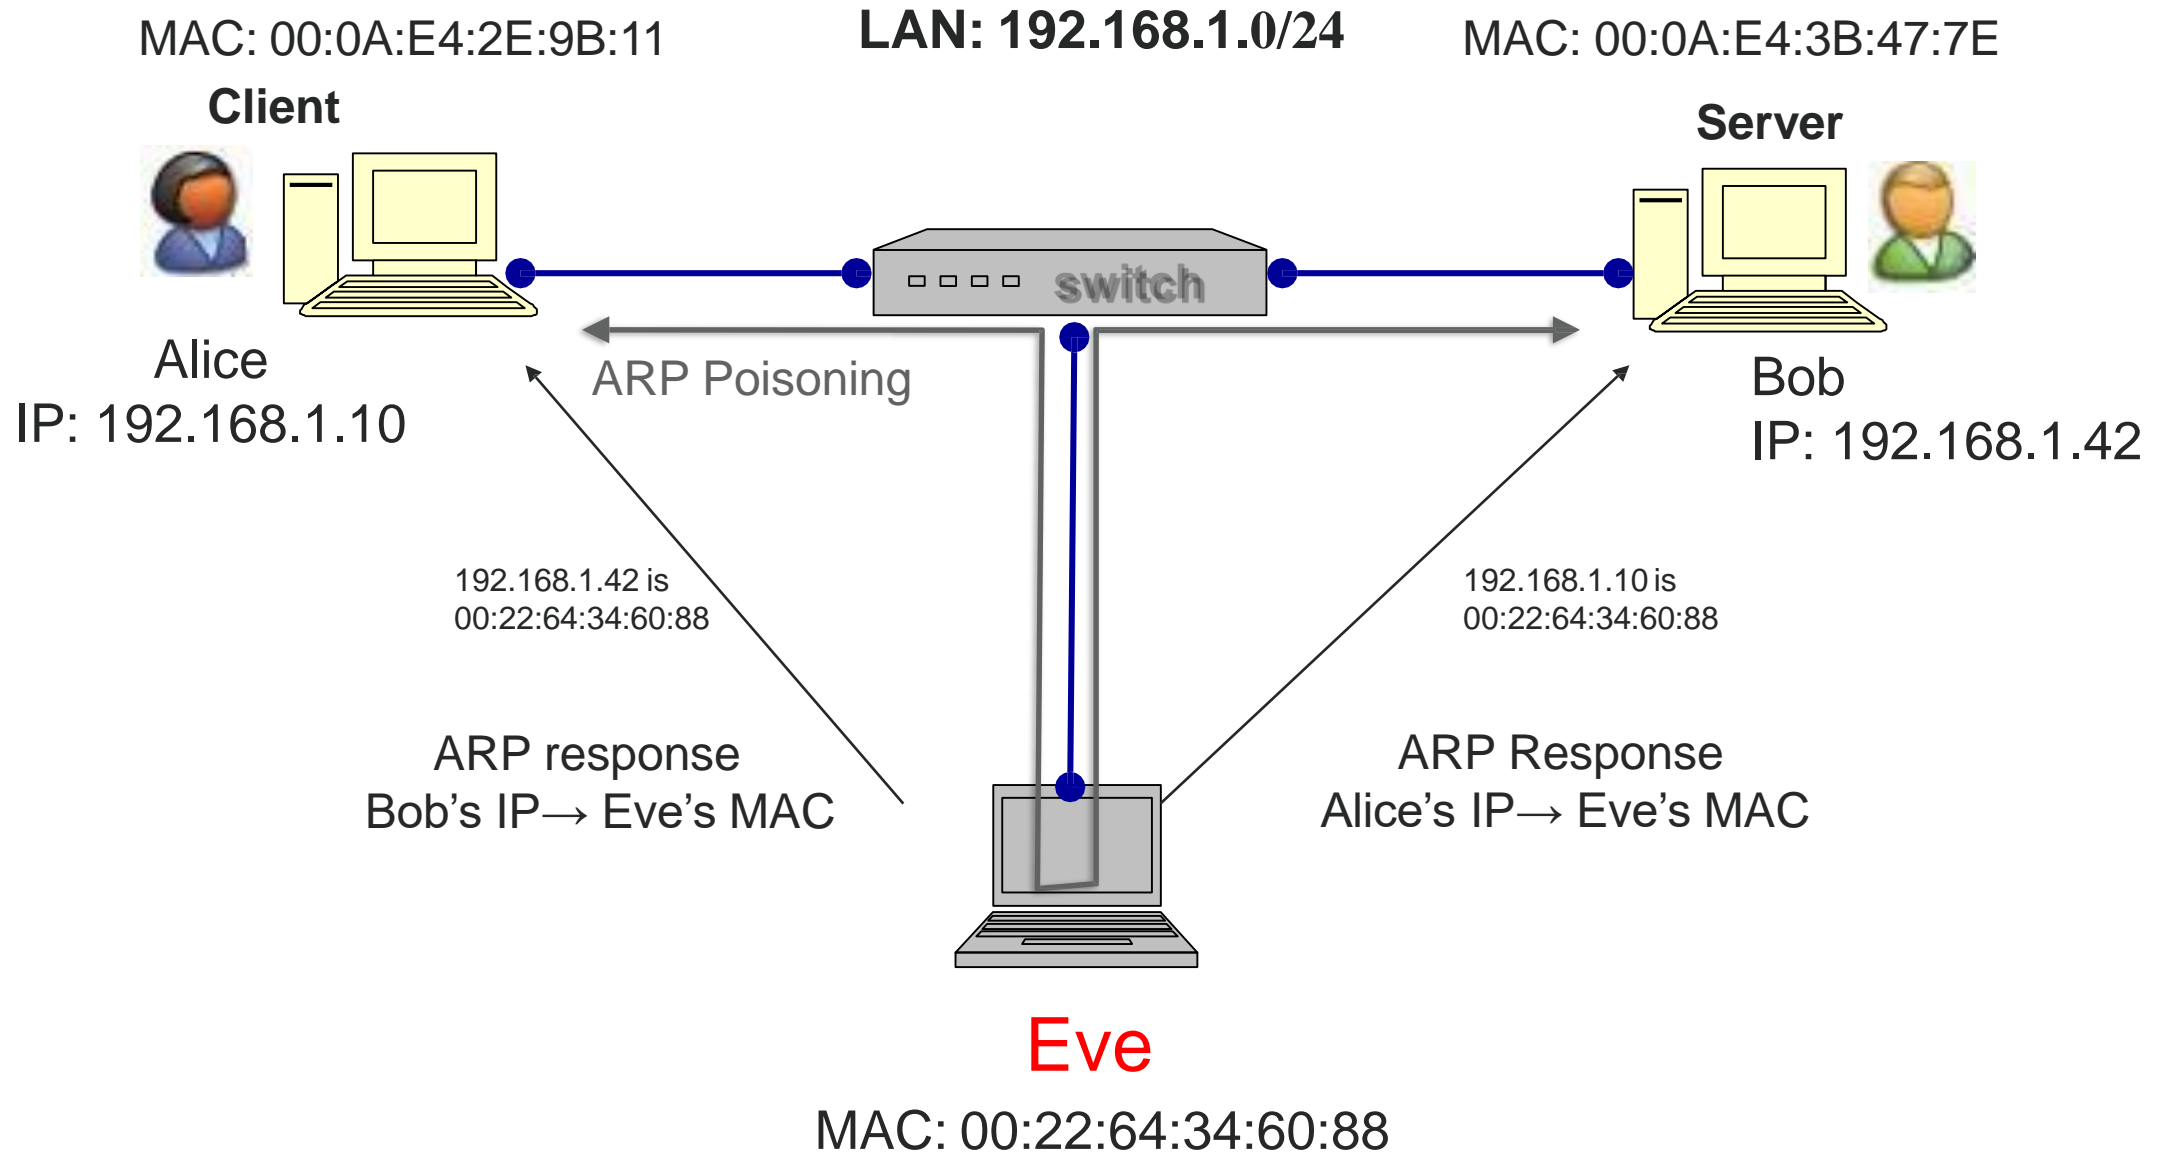 MAC: 00:0A:E4:2E:9B:11
LAN: 192.168.1.0/24
MAC: 00:0A:E4:3B:47:7E
Client
Server
switch
Alice
IP: 192.168.1.10
ARP Poisoning
Bob
IP: 192.168.1.42
192.168.1.42 is
00:22:64:34:60:88
192.168.1.10 is
00:22:64:34:60:88
ARP response
Bob’s IP→ Eve’s MAC
ARP Response
Alice’s IP→ Eve’s MAC
Eve
MAC: 00:22:64:34:60:88